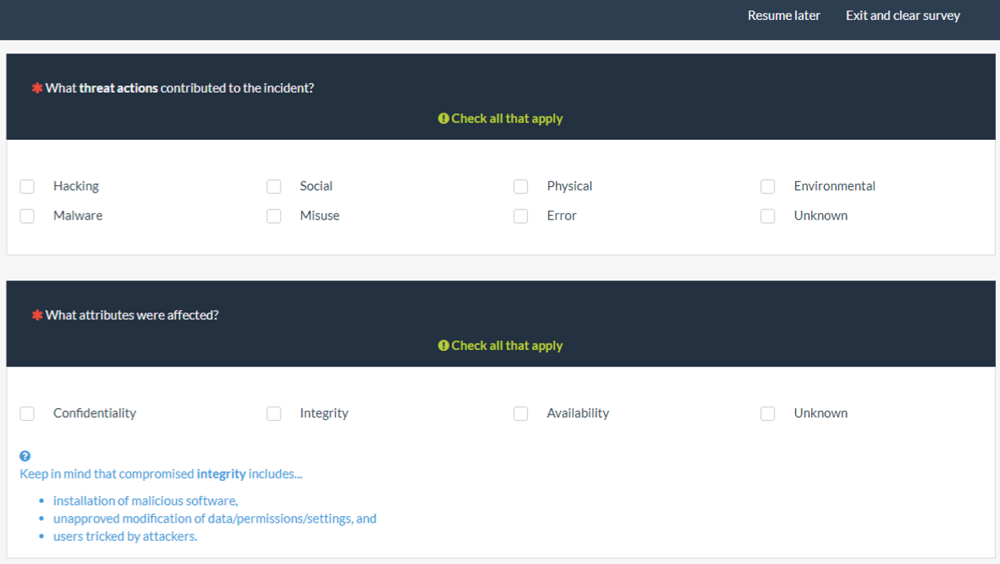 Resume later Exit and clear survey
✱ What threat actions contributed to the incident?
Check all that apply
Hacking Social Physical Environmental
Malware Misuse Error Unknown
✱ What attributes were affected?
Check all that apply
Confidentiality Integrity Availability Unknown
Keep in mind that compromised integrity includes...
• installation of malicious software,
• unapproved modification of data/permissions/settings, and
• users tricked by attackers.